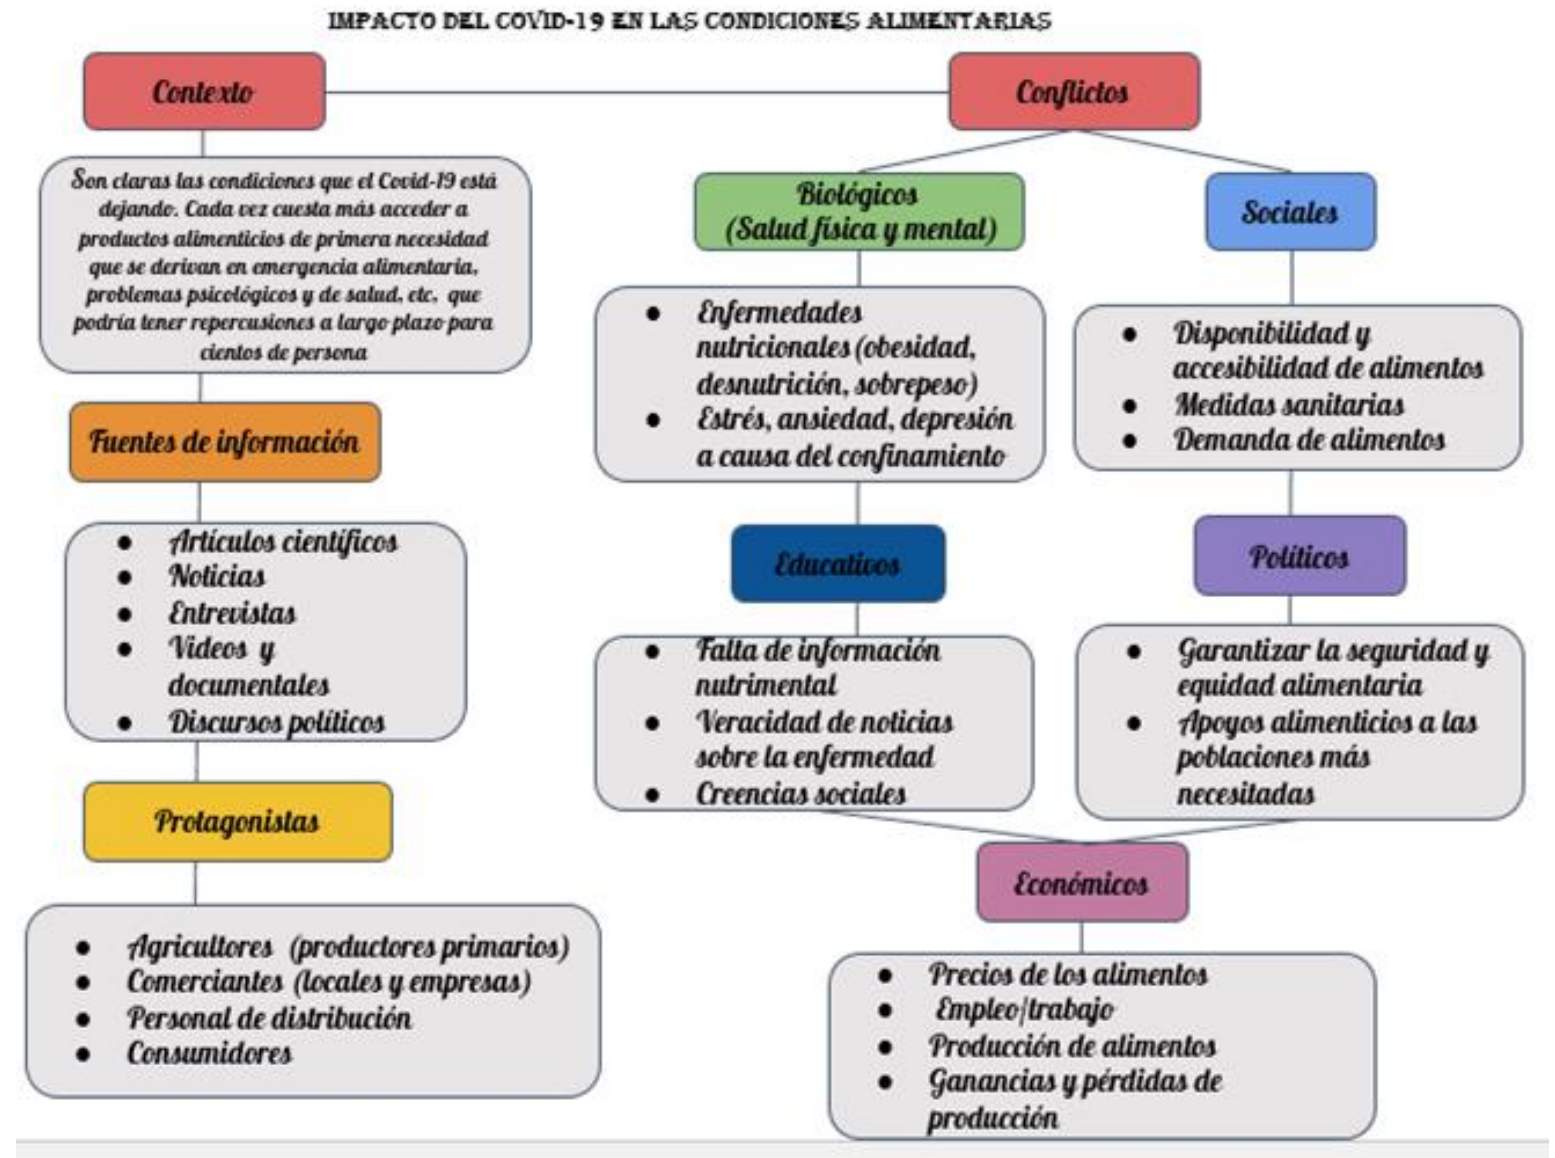 IMPACTO DEL COVID-19 EN LAS CONDICIONES ALIMENTARIAS
Contexto
Son claras las condiciones que el Covid-19 está
dejando. Cada vez cuesta más acceder a
productos alimenticios de primera necesidad
que se derivan en emergencia alimentaria,
problemas psicológicos y de salud, etc, que
podría tener repercusiones a largo plazo para
cientos de persona
Fuentes de información
● Artículos científicos
● Noticias
● Entrevistas
● Videos y
documentales
● Discursos políticos
Protagonistas
● Agricultores (productores primarios)
● Comerciantes (locales y empresas)
● Personal de distribución
● Consumidores
Conflictos
Biológicos
(Salud física y mental)
● Enfermedades
nutricionales(obesidad,
desnutrición, sobrepeso)
● Estrés, ansiedad, depresión
a causa del confinamiento
Educativos
● Falta de información
nutrimental
● Veracidad de noticias
sobre la enfermedad
● Creencias sociales
Sociales
● Disponibilidad y
accesibilidad de alimentos
● Medidas sanitarias
● Demanda de alimentos
Políticos
● Garantizar la seguridad y
equidad alimentaria
● Apoyos alimenticios a las
poblaciones más
necesitadas
Económicos
● Precios de los alimentos
● Empleo/trabajo
● Producción de alimentos
● Ganancias y pérdidas de
producción